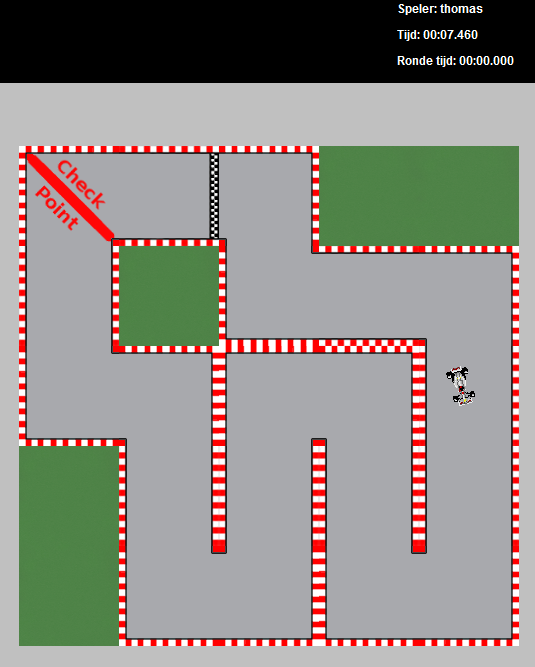 Speler: thomas
Tijd: 00:07.460
Ronde tijd: 00:00.000
Check
Point